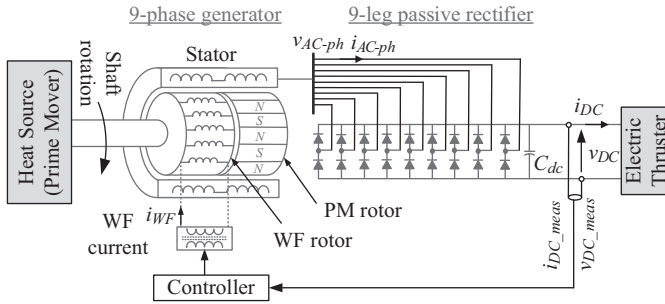 9-phase generator
9-leg passive rectifier
Heat Source
(Prime Mover)
Shaft
rotation
Stator
N
S
N
S
N
v_AC-ph
i_AC-ph
i_DC
v_DC
C_dc
Electric
Thruster
PM rotor
WF rotor
i_WF
WF
current
i_DC_meas
v_DC_meas
Controller